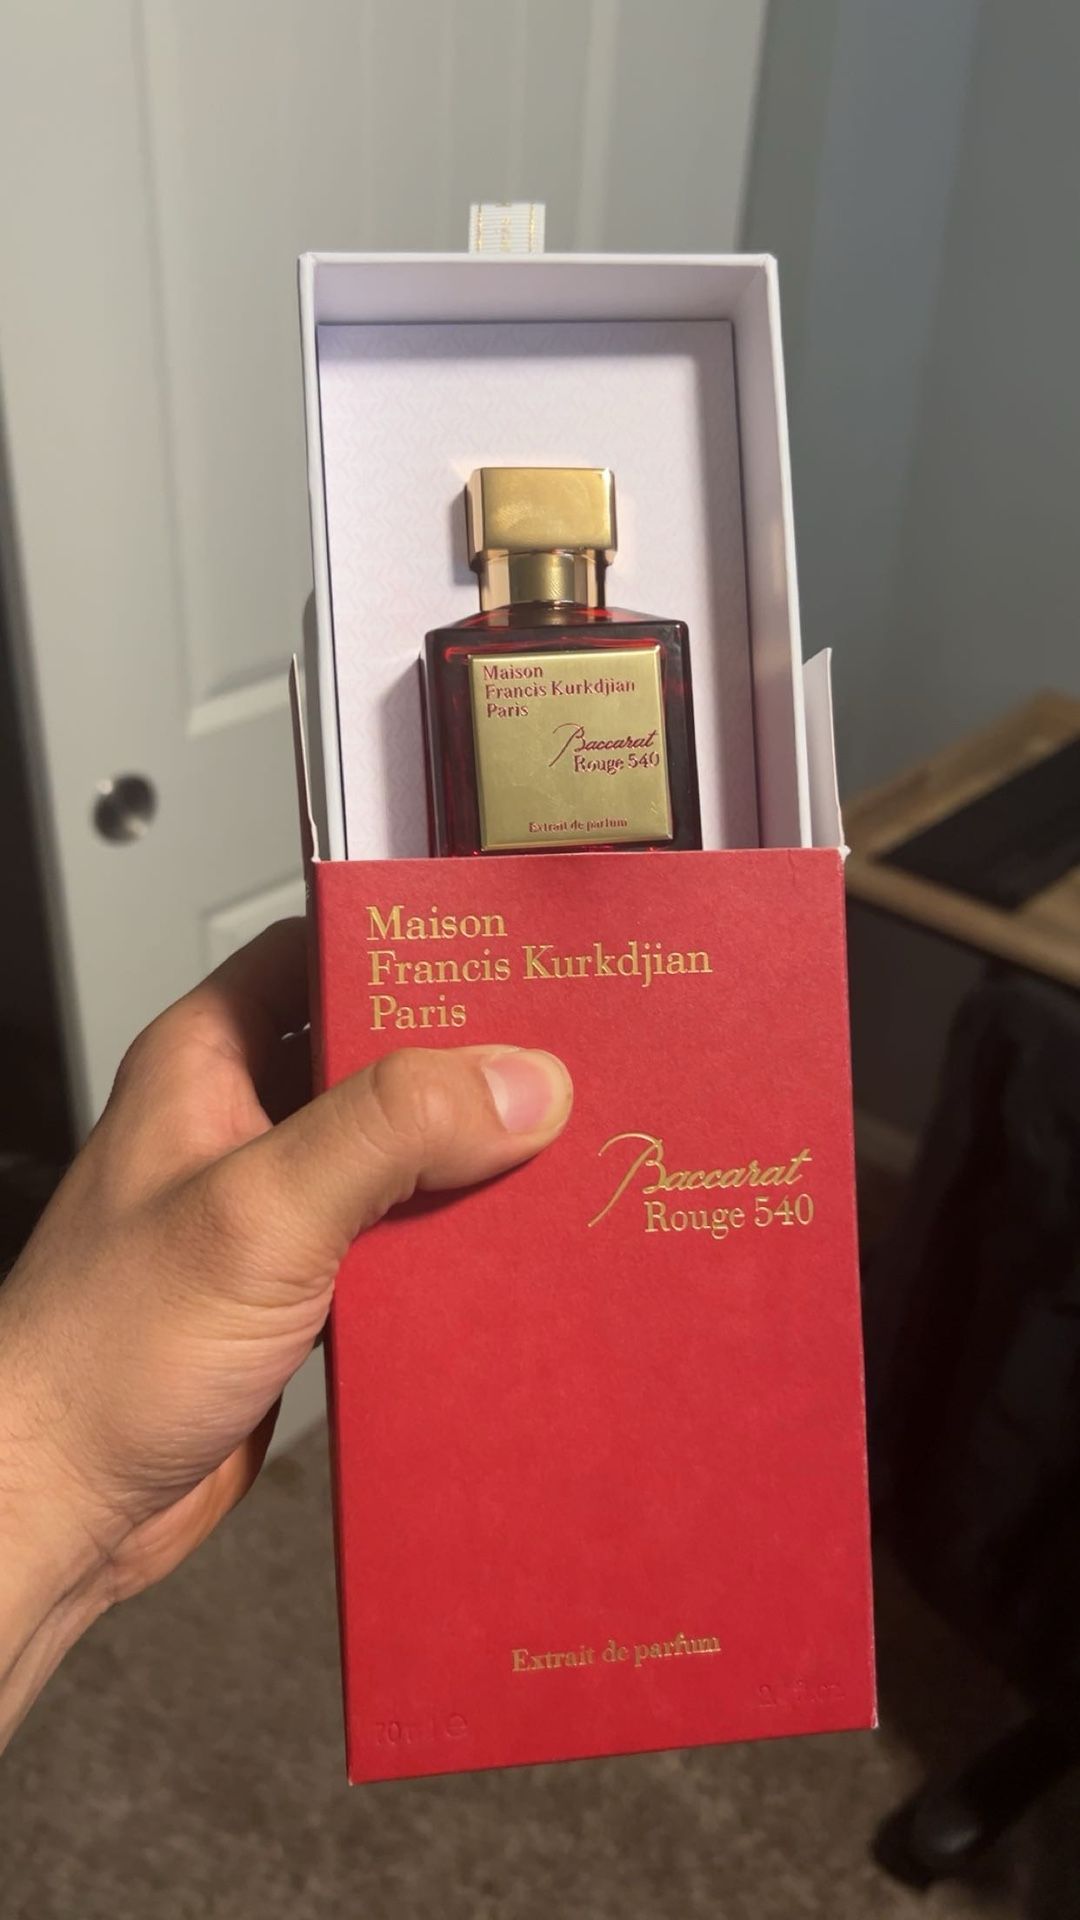 Maison
Francis Kurkdjian
Paris
Baccarat
Rouge 540
Extrait de parfum
Maison
Francis Kurkdjian
Paris
Baccarat
Rouge 540
Extrait de parfum
70ml e